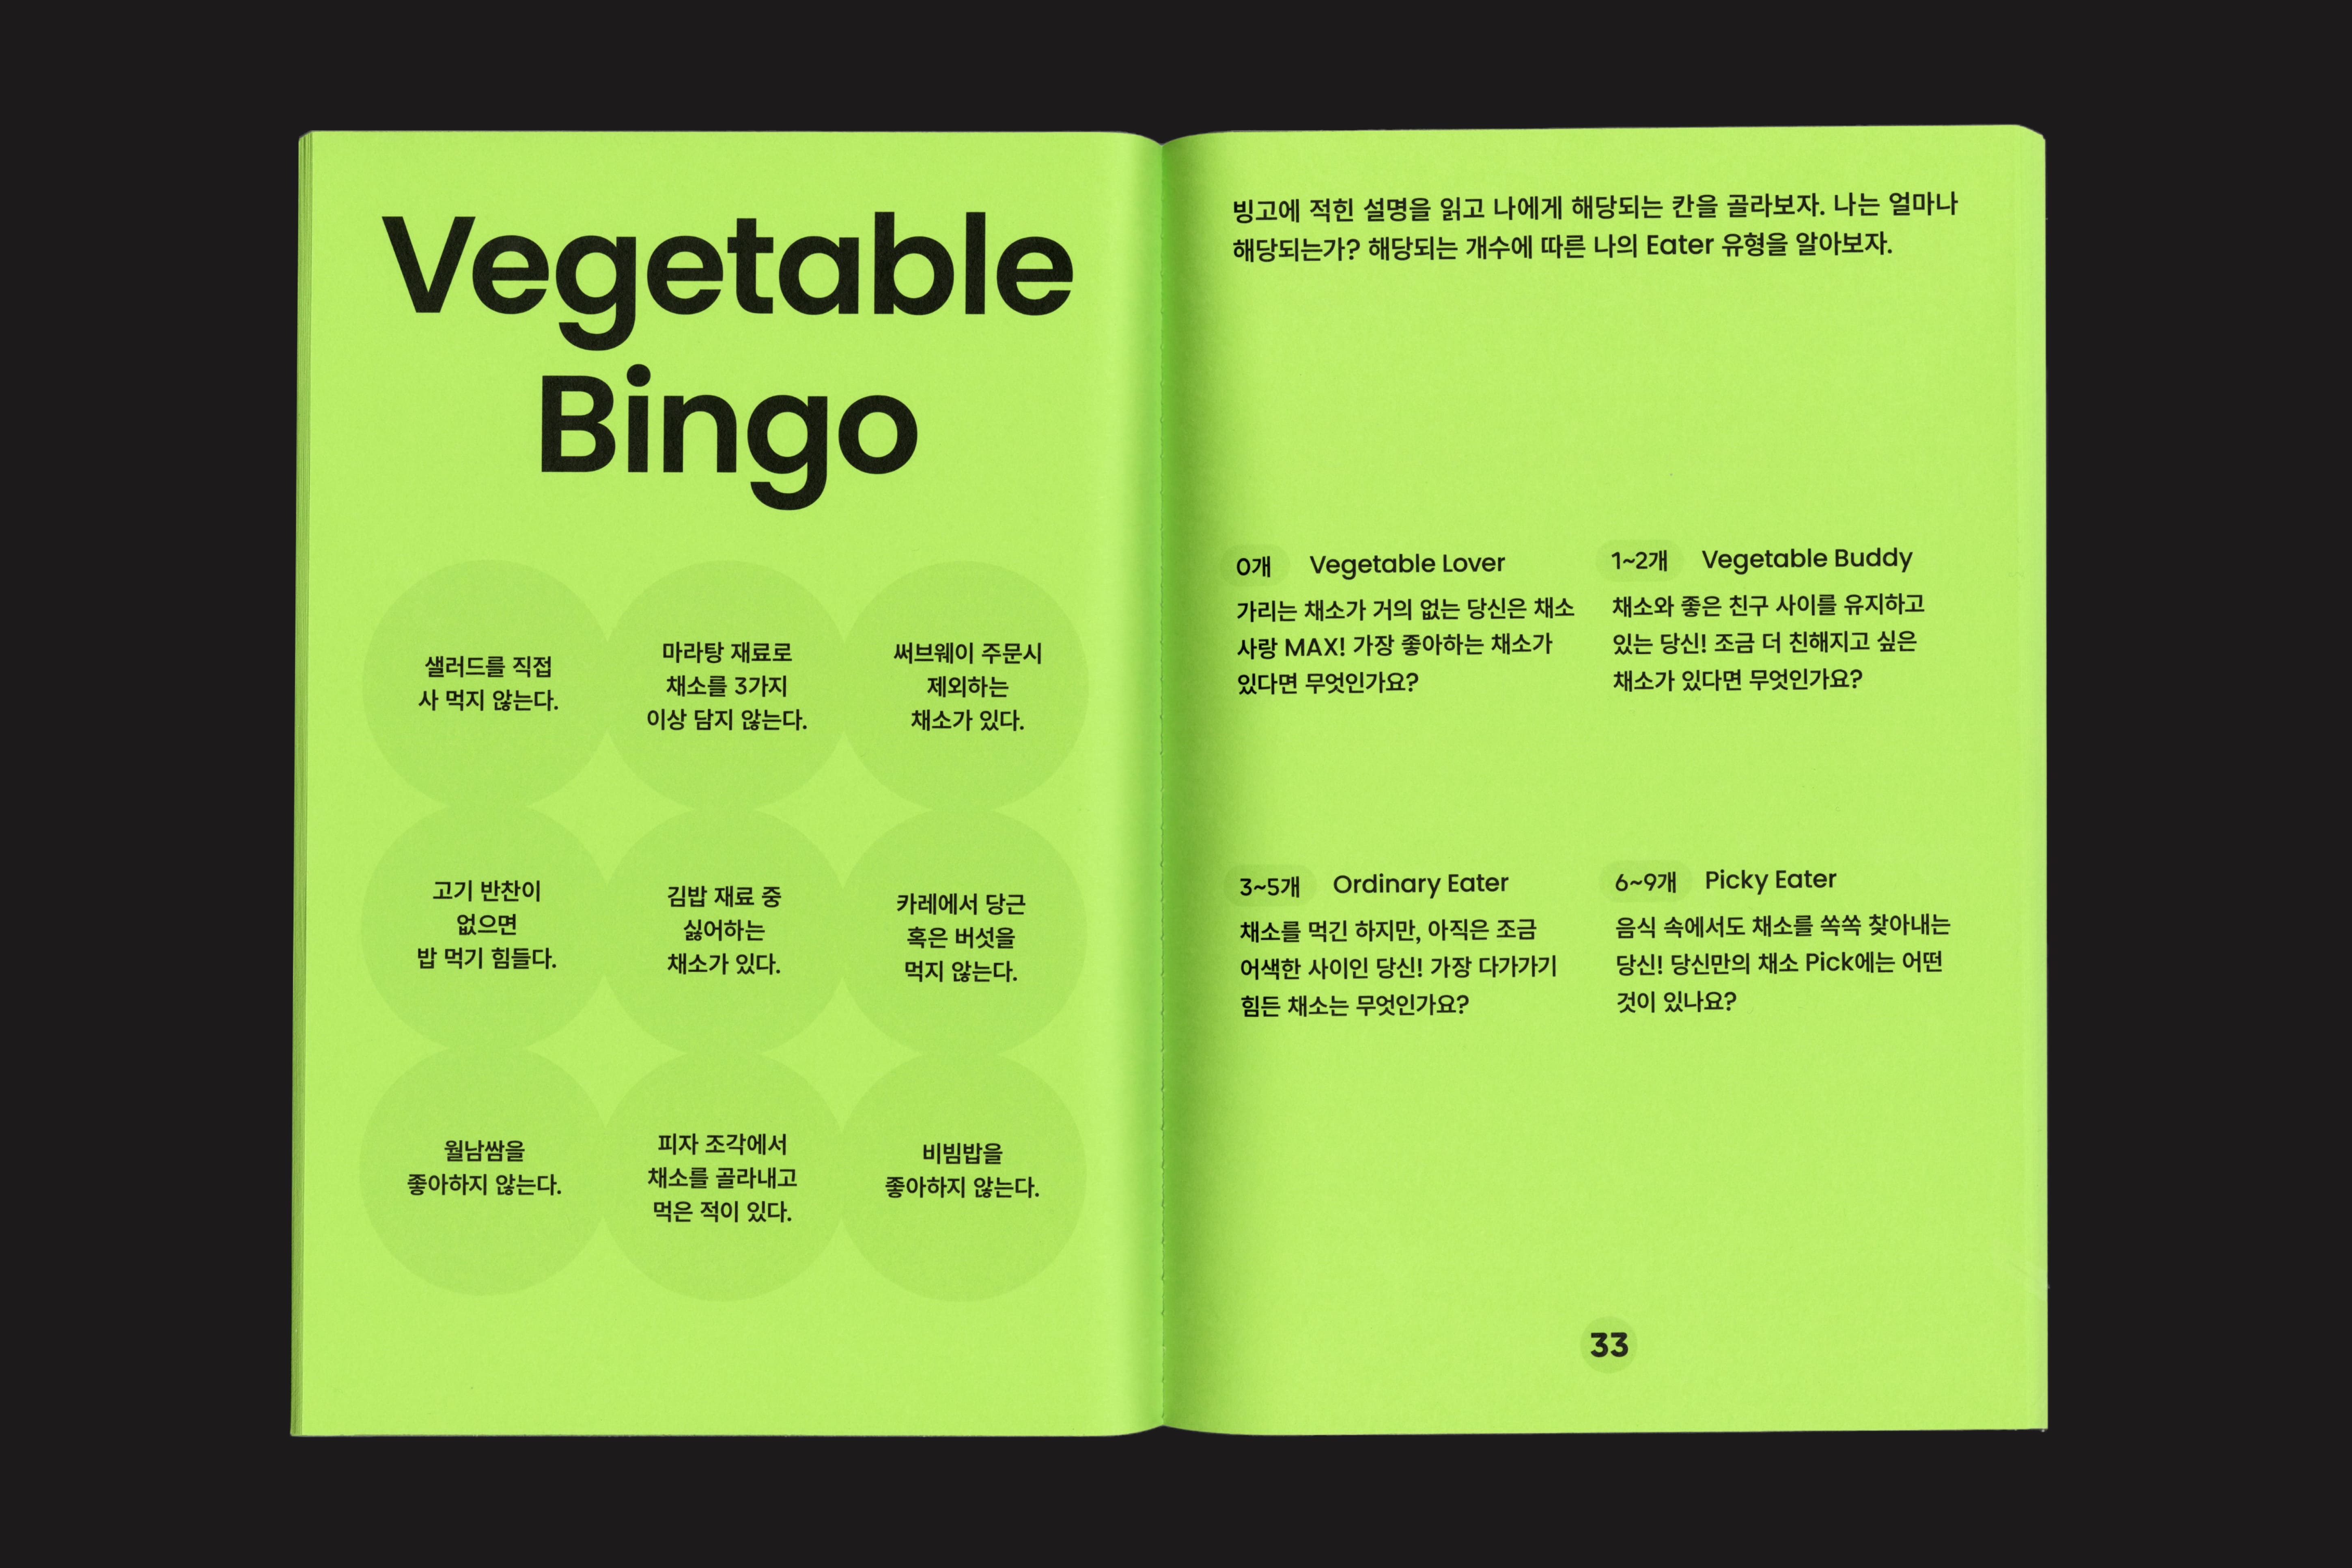 Vegetable
Bingo
샐러드를 직접
사 먹지 않는다.
마라탕 재료로
채소를 3가지
이상 담지 않는다.
써브웨이 주문시
제외하는
채소가 있다.
고기 반찬이
없으면
밥 먹기 힘들다.
김밥 재료 중
싫어하는
채소가 있다.
카레에서 당근
혹은 버섯을
먹지 않는다.
월남쌈을
좋아하지 않는다.
피자 조각에서
채소를 골라내고
먹은 적이 있다.
비빔밥을
좋아하지 않는다.
빙고에 적힌 설명을 읽고 나에게 해당되는 칸을 골라보자. 나는 얼마나
해당되는가? 해당되는 개수에 따른 나의 Eater 유형을 알아보자.
0개 Vegetable Lover
가리는 채소가 거의 없는 당신은 채소
사랑 MAX! 가장 좋아하는 채소가
있다면 무엇인가요?
1~2개 Vegetable Buddy
채소와 좋은 친구 사이를 유지하고
있는 당신! 조금 더 친해지고 싶은
채소가 있다면 무엇인가요?
3~5개 Ordinary Eater
채소를 먹긴 하지만, 아직은 조금
어색한 사이인 당신! 가장 다가가기
힘든 채소는 무엇인가요?
6~9개 Picky Eater
음식 속에서도 채소를 쏙쏙 찾아내는
당신! 당신만의 채소 Pick에는 어떤
것이 있나요?
33